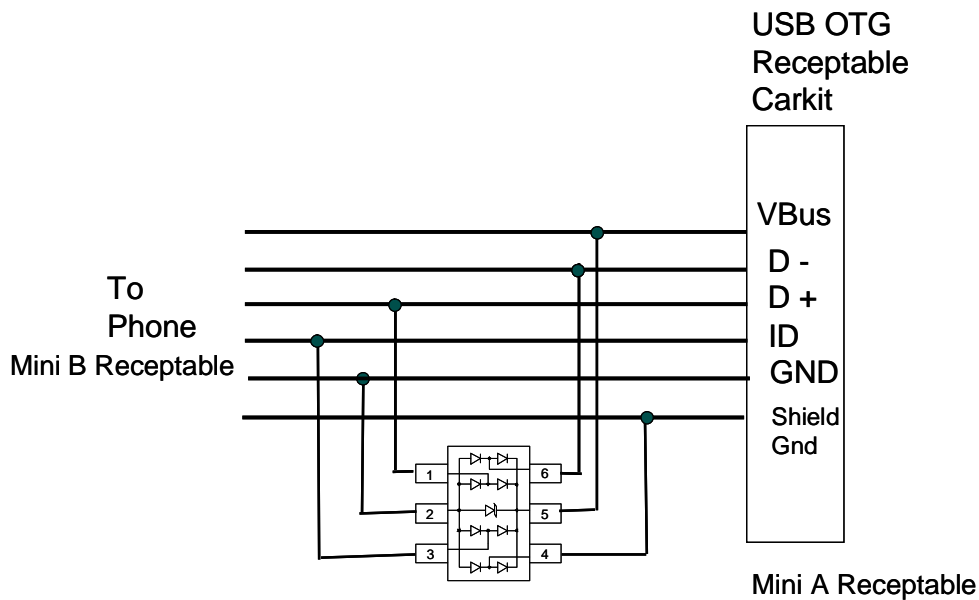 USB OTG
Receptable
Carkit
VBus
D -
D +
ID
GND
Shield
Gnd
To
Phone
Mini B Receptable
1
2
3
6
5
4
Mini A Receptable